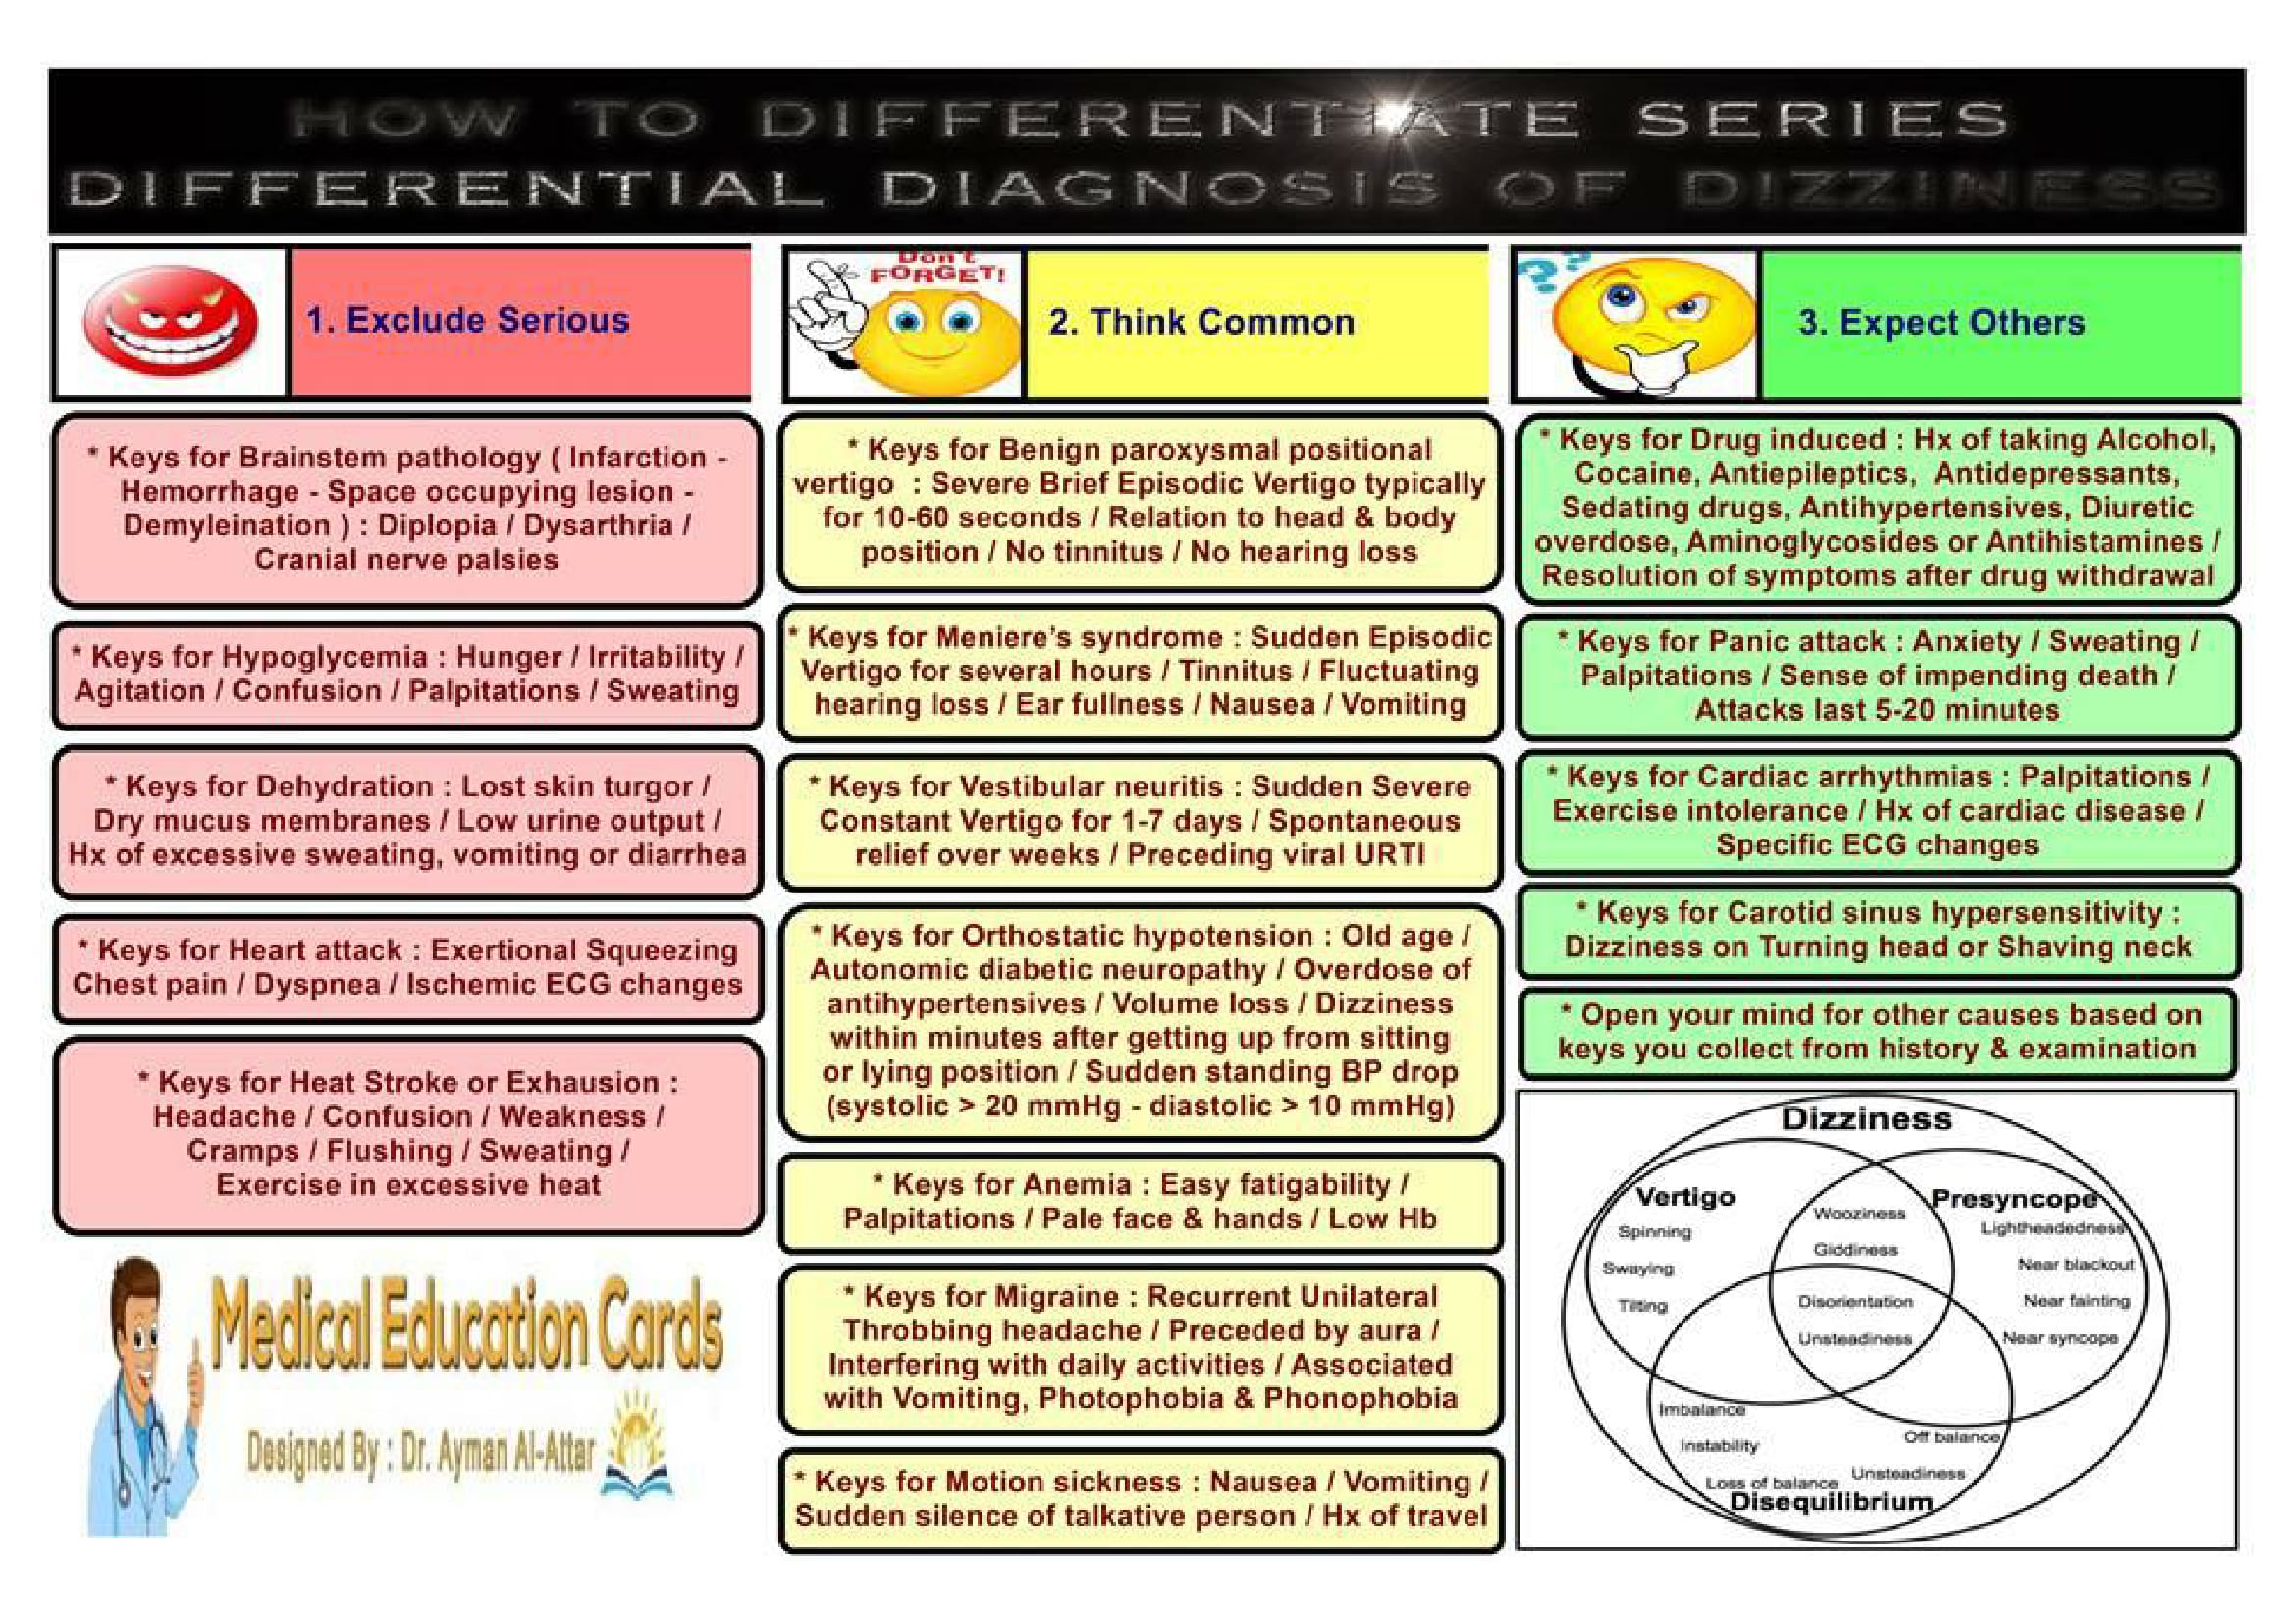 HOW TO DIFFERENTIATE SERIES
DIFFERENTIAL DIAGNOSIS OF DIZZINESS
1. Exclude Serious
* Keys for Brainstem pathology ( Infarction -
Hemorrhage - Space occupying lesion -
Demyleination ) : Diplopia / Dysarthria /
Cranial nerve palsies
* Keys for Hypoglycemia : Hunger / Irritability /
Agitation / Confusion / Palpitations / Sweating
* Keys for Dehydration : Lost skin turgor /
Dry mucus membranes / Low urine output /
Hx of excessive sweating, vomiting or diarrhea
* Keys for Heart attack : Exertional Squeezing
Chest pain / Dyspnea / Ischemic ECG changes
* Keys for Heat Stroke or Exhausion :
Headache / Confusion / Weakness /
Cramps / Flushing / Sweating /
Exercise in excessive heat
Medical Education Cards
Designed By : Dr. Ayman Al-Attar
Don't
FORGET!
2. Think Common
* Keys for Benign paroxysmal positional
vertigo : Severe Brief Episodic Vertigo typically
for 10-60 seconds / Relation to head & body
position / No tinnitus / No hearing loss
* Keys for Meniere's syndrome : Sudden Episodic
Vertigo for several hours / Tinnitus / Fluctuating
hearing loss / Ear fullness / Nausea / Vomiting
* Keys for Vestibular neuritis : Sudden Severe
Constant Vertigo for 1-7 days / Spontaneous
relief over weeks / Preceding viral URTI
* Keys for Orthostatic hypotension : Old age /
Autonomic diabetic neuropathy / Overdose of
antihypertensives / Volume loss / Dizziness
within minutes after getting up from sitting
or lying position / Sudden standing BP drop
(systolic > 20 mmHg - diastolic > 10 mmHg)
* Keys for Anemia : Easy fatigability /
Palpitations / Pale face & hands / Low Hb
* Keys for Migraine : Recurrent Unilateral
Throbbing headache / Preceded by aura /
Interfering with daily activities / Associated
with Vomiting, Photophobia & Phonophobia
* Keys for Motion sickness : Nausea / Vomiting /
Sudden silence of talkative person / Hx of travel
??
3. Expect Others
* Keys for Drug induced : Hx of taking Alcohol,
Cocaine, Antiepileptics, Antidepressants,
Sedating drugs, Antihypertensives, Diuretic
overdose, Aminoglycosides or Antihistamines /
Resolution of symptoms after drug withdrawal
* Keys for Panic attack : Anxiety / Sweating /
Palpitations / Sense of impending death /
Attacks last 5-20 minutes
* Keys for Cardiac arrhythmias : Palpitations /
Exercise intolerance / Hx of cardiac disease /
Specific ECG changes
* Keys for Carotid sinus hypersensitivity :
Dizziness on Turning head or Shaving neck
* Open your mind for other causes based on
keys you collect from history & examination
Dizziness
Vertigo
Spinning
Swaying
Tilting
Wooziness
Giddiness
Disorientation
Unsteadiness
Presyncope
Lightheadedness
Near blackout
Near fainting
Near syncope
Imbalance
Instability
Loss of balance
Off balance
Unsteadiness
Disequilibrium